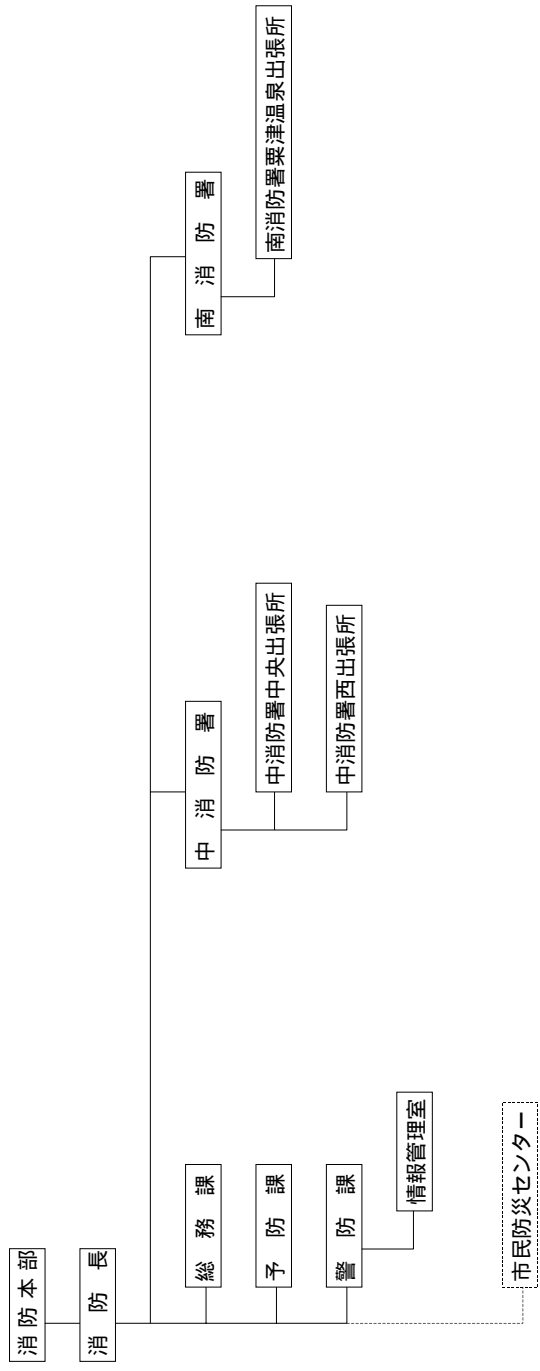 消防本部
消防長
総務課
予防課
警防課
情報管理室
市民防災センター
中消防署
中消防署中央出張所
中消防署西出張所
南消防署
南消防署粟津温泉出張所